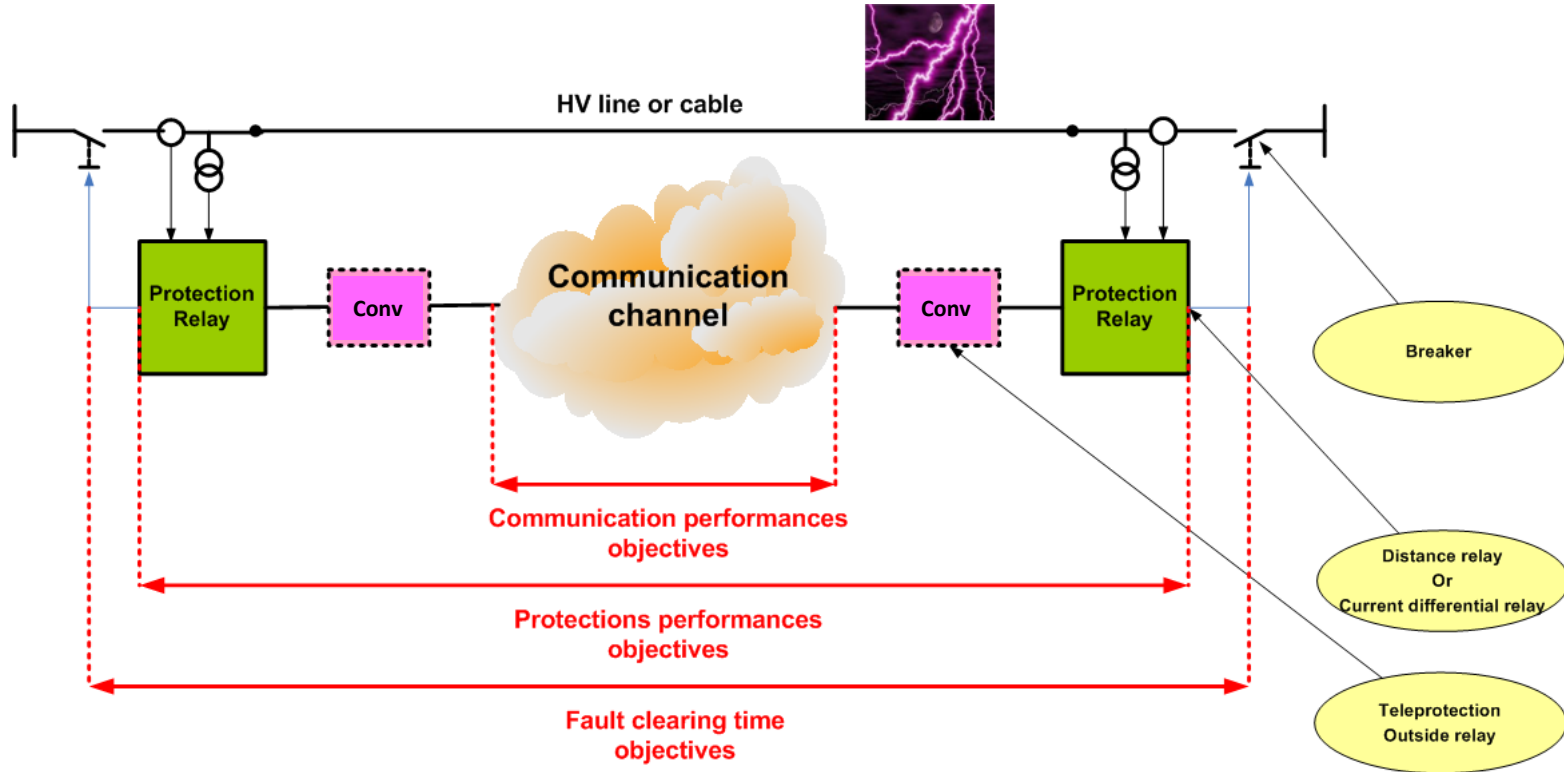 HV line or cable
Protection
Relay
Conv
Communication
channel
Conv
Protection
Relay
Breaker
Communication performances
objectives
Distance relay
Or
Current differential relay
Protections performances
objectives
Fault clearing time
objectives
Teleprotection
Outside relay